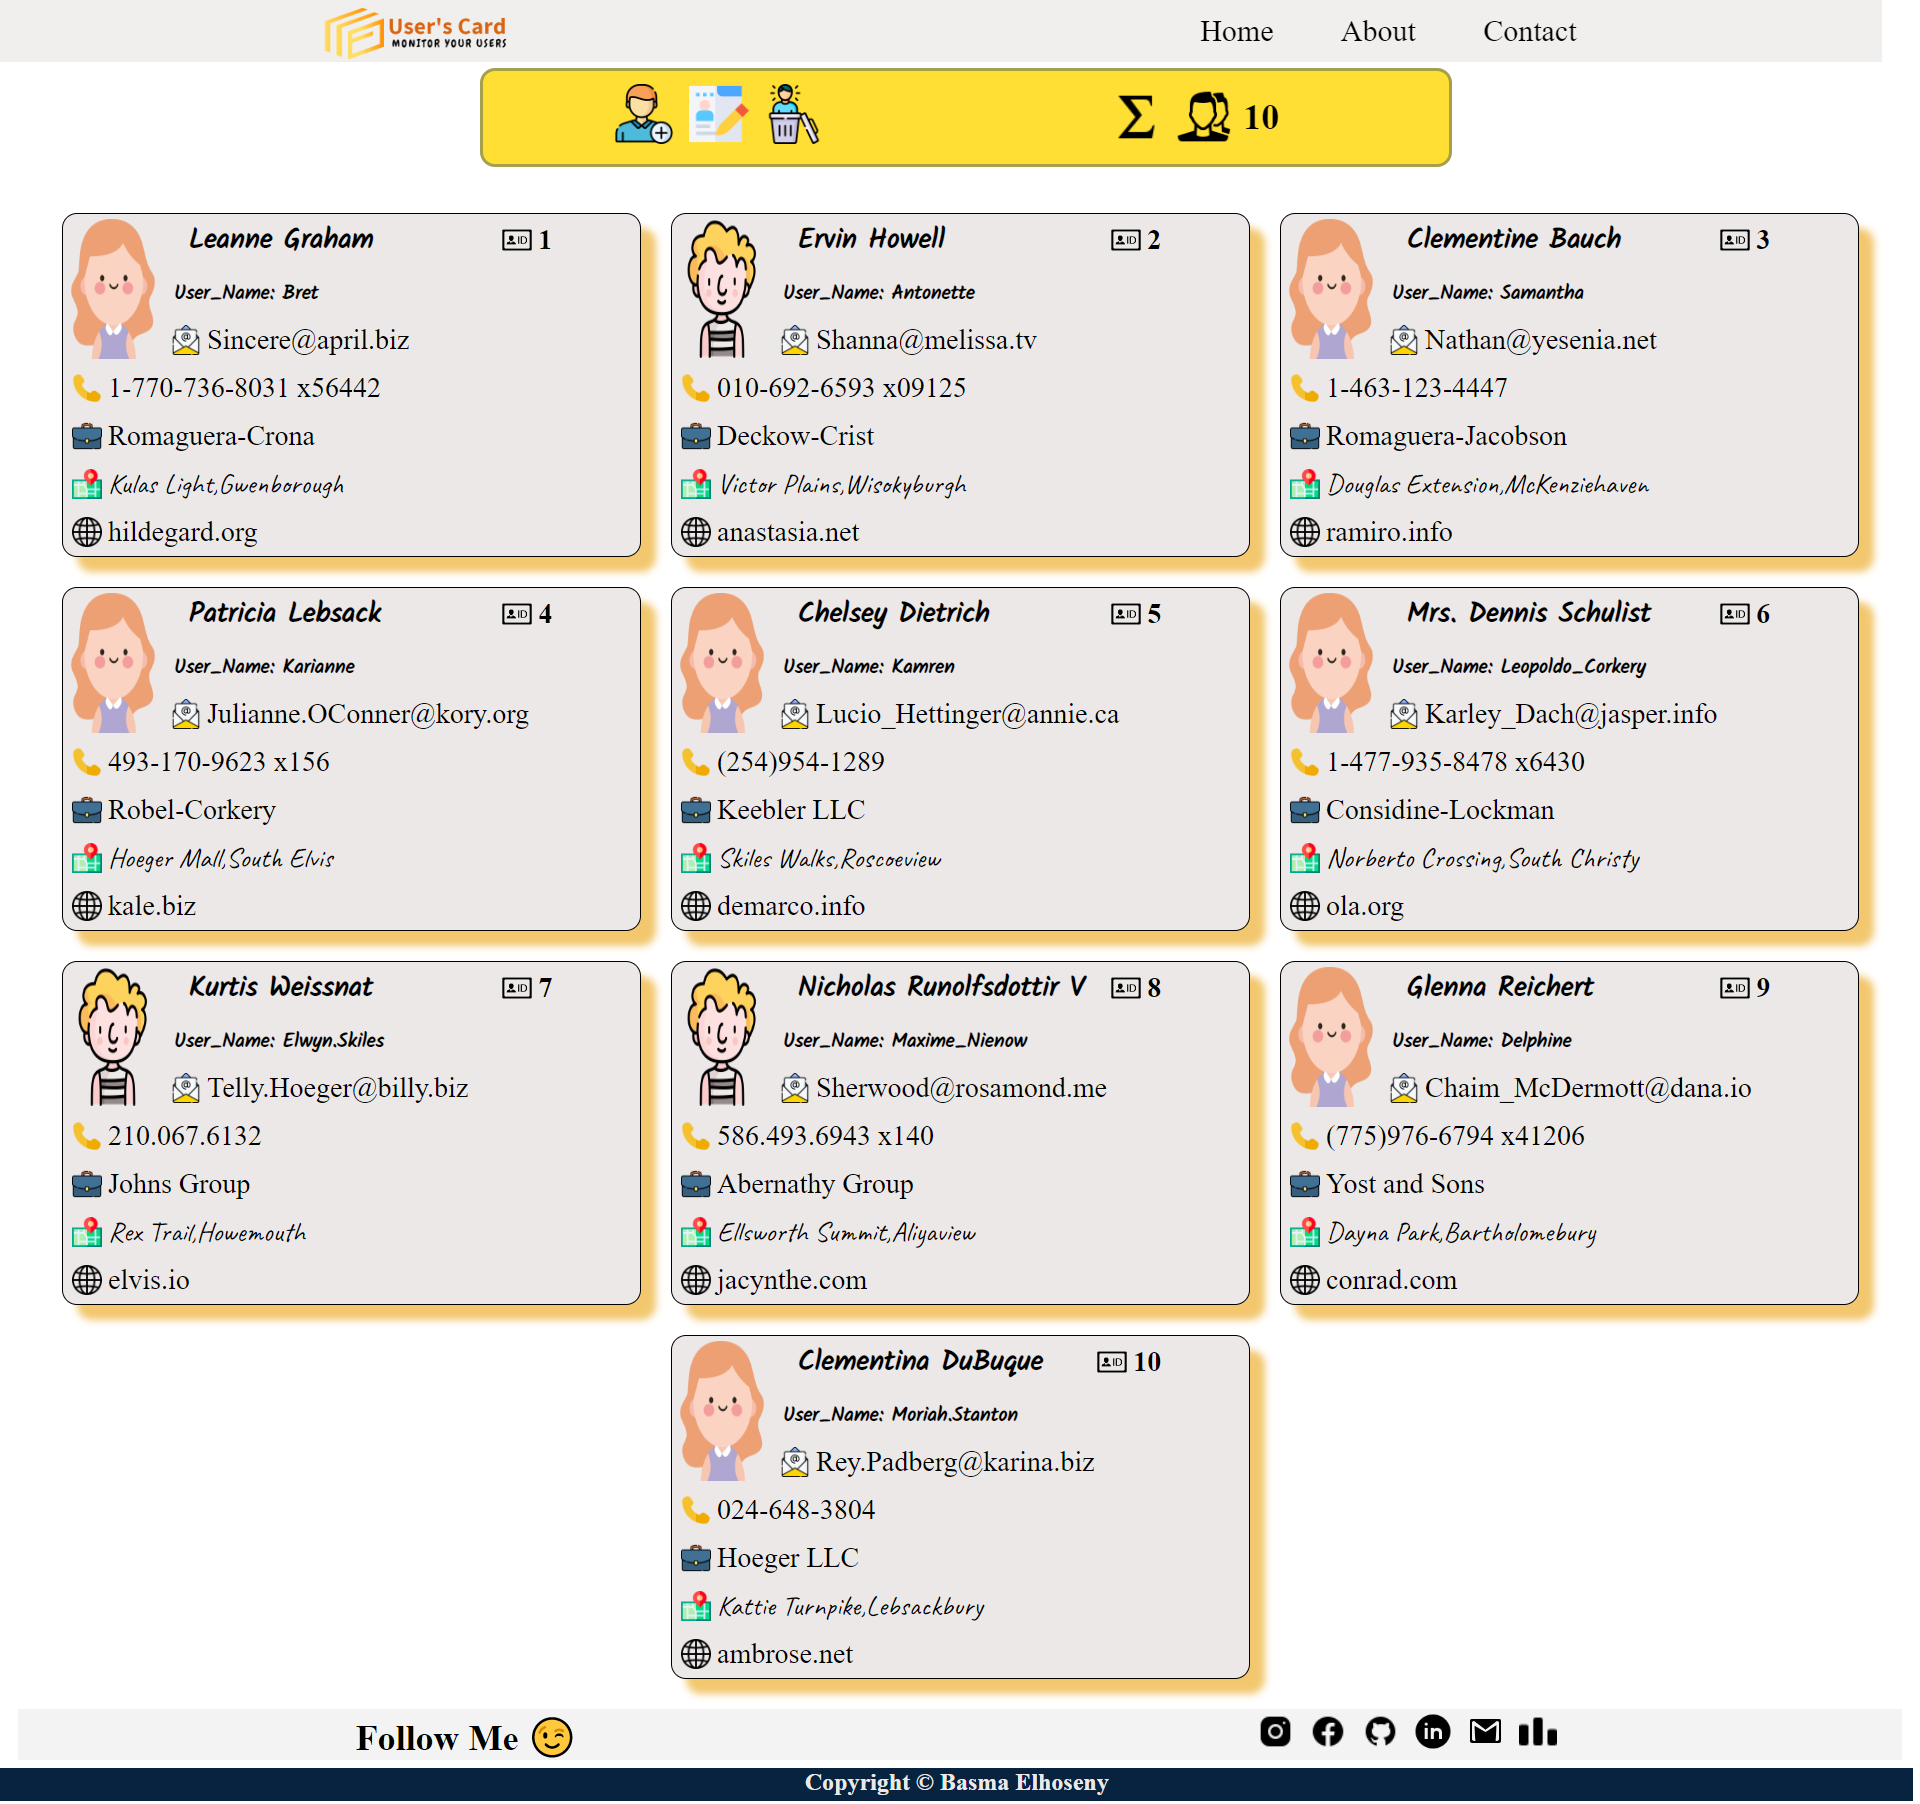 User's Card
MONITOR YOUR USERS
Home
About
Contact
Σ 10
Leanne Graham
ID 1
User_Name: Bret
Sincere@april.biz
1-770-736-8031 x56442
Romaguera-Crona
Kulas Light,Gwenborough
hildegard.org
Ervin Howell
ID 2
User_Name: Antonette
Shanna@melissa.tv
010-692-6593 x09125
Deckow-Crist
Victor Plains,Wisokyburgh
anastasia.net
Clementine Bauch
ID 3
User_Name: Samantha
Nathan@yesenia.net
1-463-123-4447
Romaguera-Jacobson
Douglas Extension,McKenziehaven
ramiro.info
Patricia Lebsack
ID 4
User_Name: Karianne
Julianne.OConner@kory.org
493-170-9623 x156
Robel-Corkery
Hoeger Mall,South Elvis
kale.biz
Chelsey Dietrich
ID 5
User_Name: Kamren
Lucio_Hettinger@annie.ca
(254)954-1289
Keebler LLC
Skiles Walks,Roscoeview
demarco.info
Mrs. Dennis Schulist
ID 6
User_Name: Leopoldo_Corkery
Karley_Dach@jasper.info
1-477-935-8478 x6430
Considine-Lockman
Norberto Crossing,South Christy
ola.org
Kurtis Weissnat
ID 7
User_Name: Elwyn.Skiles
Telly.Hoeger@billy.biz
210.067.6132
Johns Group
Rex Trail,Howemouth
elvis.io
Nicholas Runolfsdottir V
ID 8
User_Name: Maxime_Nienow
Sherwood@rosamond.me
586.493.6943 x140
Abernathy Group
Ellsworth Summit,Aliyaview
jacynthe.com
Glenna Reichert
ID 9
User_Name: Delphine
Chaim_McDermott@dana.io
(775)976-6794 x41206
Yost and Sons
Dayna Park,Bartholomebury
conrad.com
Clementina DuBuque
ID 10
User_Name: Moriah.Stanton
Rey.Padberg@karina.biz
024-648-3804
Hoeger LLC
Kattie Turnpike,Lebsackbury
ambrose.net
Follow Me 😉
in
Copyright © Basma Elhoseny